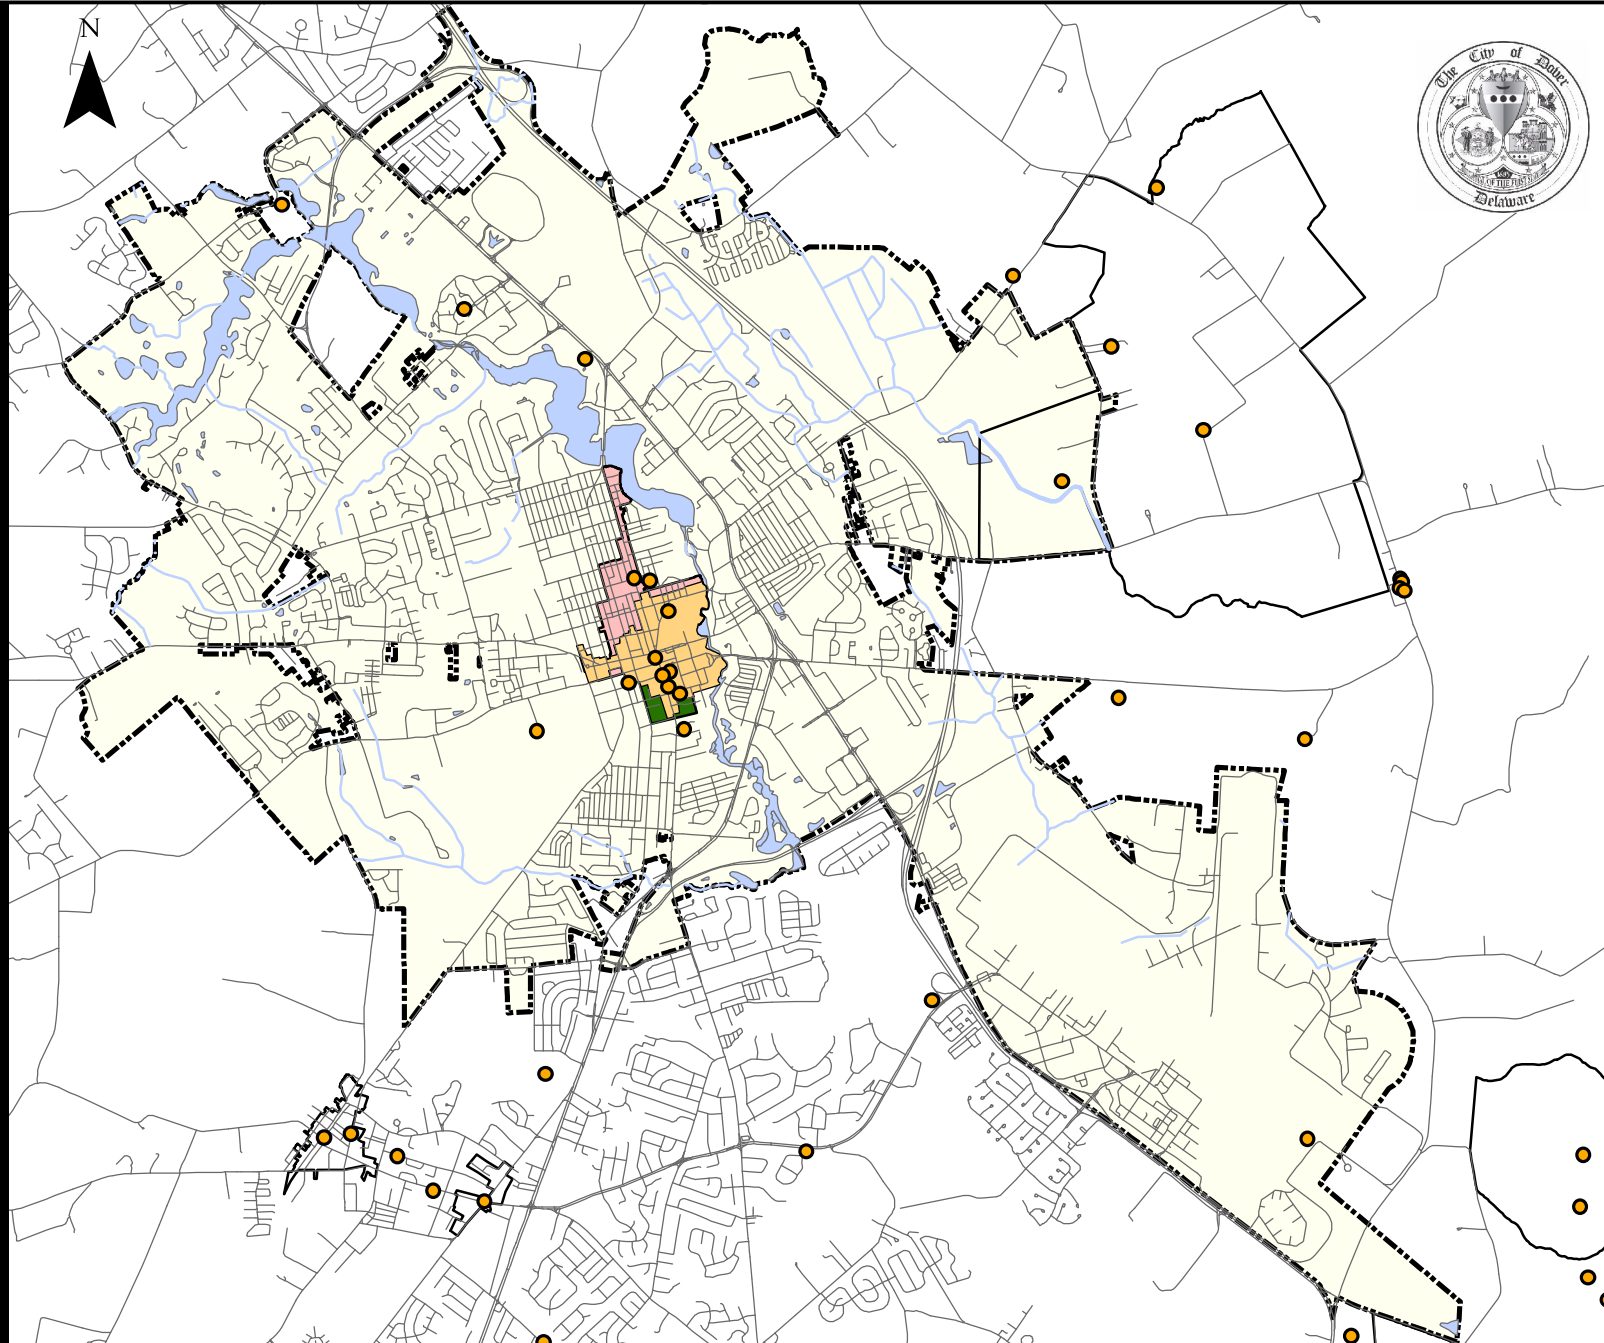 N
The City of Dover
Delaware